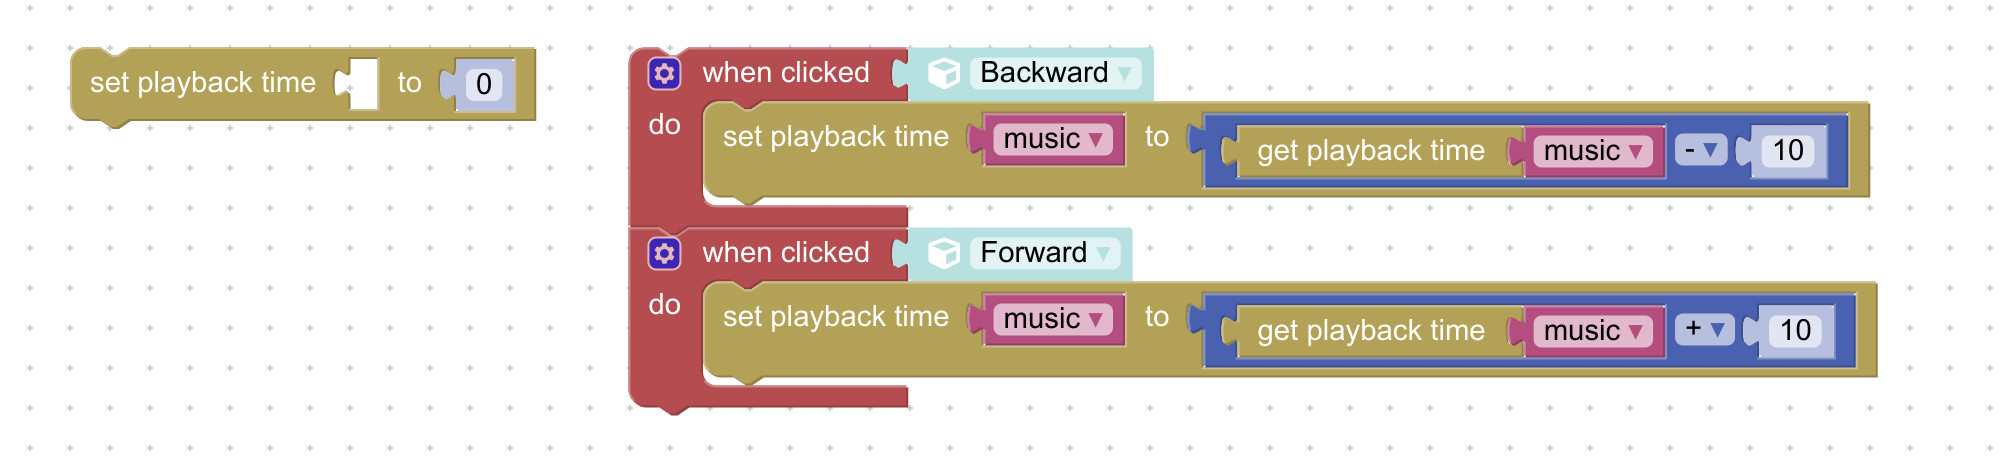 set playback time to 0
when clicked Backward
do set playback time music to get playback time music - 10
when clicked Forward
do set playback time music to get playback time music + 10